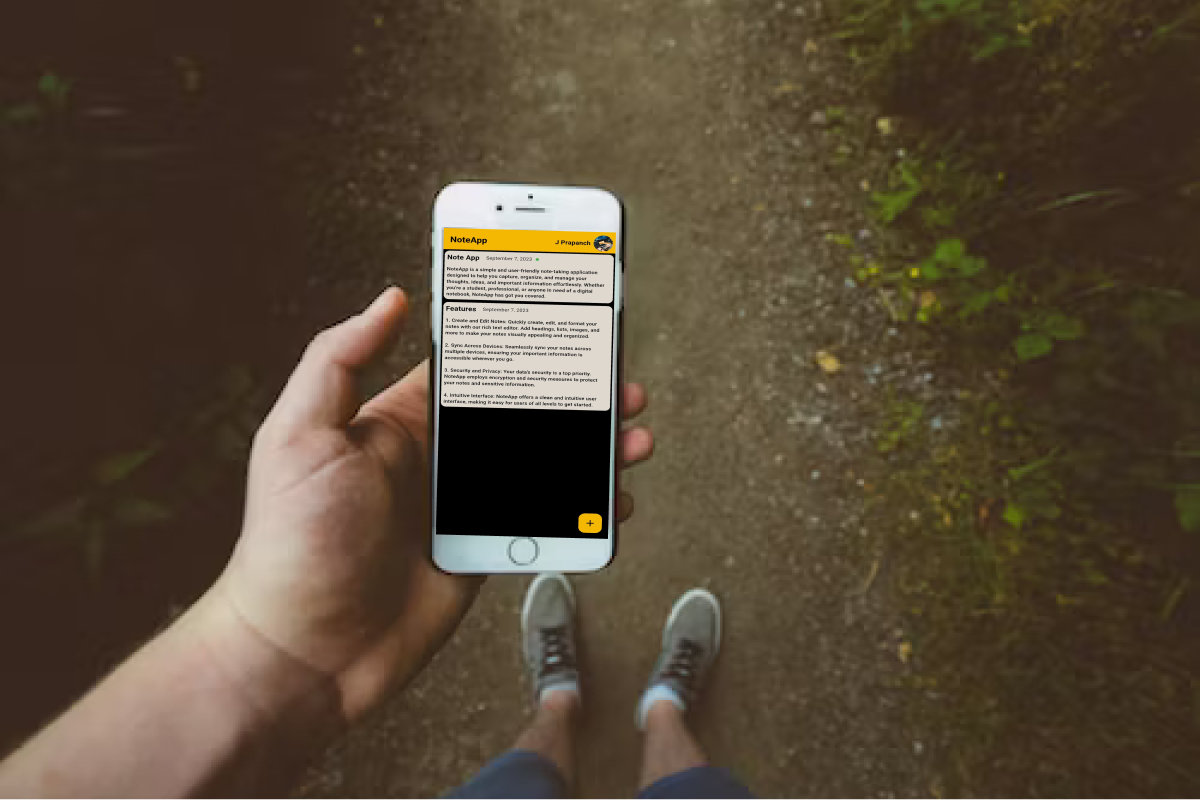 NoteApp
J Prapanch
Note App September 7, 2023
NoteApp is a simple and user-friendly note-taking application
designed to help you capture, organize, and manage your
thoughts, ideas, and important information effortlessly. Whether
you're a student, professional, or anyone in need of a digital
notebook, NoteApp has got you covered.
Features September 7, 2023
1. Create and Edit Notes: Quickly create, edit, and format your
notes with our rich text editor. Add headings, lists, images, and
more to make your notes visually appealing and organized.
2. Sync Across Devices: Seamlessly sync your notes across
multiple devices, ensuring your important information is
accessible wherever you go.
3. Security and Privacy: Your data's security is a top priority.
NoteApp employs encryption and security measures to protect
your notes and sensitive information.
4. Intuitive Interface: NoteApp offers a clean and intuitive user
interface, making it easy for users of all levels to get started.
+